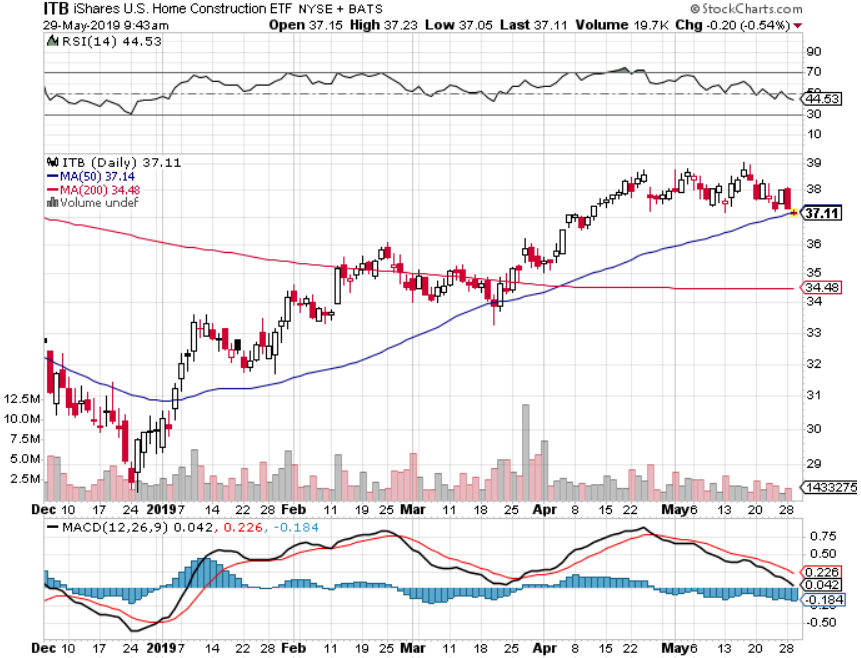 ITB iShares U.S. Home Construction ETF NYSE + BATS © StockCharts.com
29-May-2019 9:43am Open 37.15 High 37.23 Low 37.05 Last 37.11 Volume 19.7K Chg -0.20 (-0.54%)
RSI(14) 44.53
90
70
50
44.53
30
10
ITB (Daily) 37.11
MA(50) 37.14
MA(200) 34.48
Volume undef
39
38
37.11
36
35
34.48
34
33
32
31
30
29
12.5M
10.0M
7.5M
5.0M
2.5M
1433275
Dec 10 17 24 2019 7 14 22 28 Feb 11 19 25 Mar 11 18 25 Apr 8 15 22 May 6 13 20 28
MACD(12,26,9) 0.042, 0.226, -0.184
0.75
0.50
0.226
0.042
-0.184
-0.50
Dec 10 17 24 2019 7 14 22 28 Feb 11 19 25 Mar 11 18 25 Apr 8 15 22 May 6 13 20 28